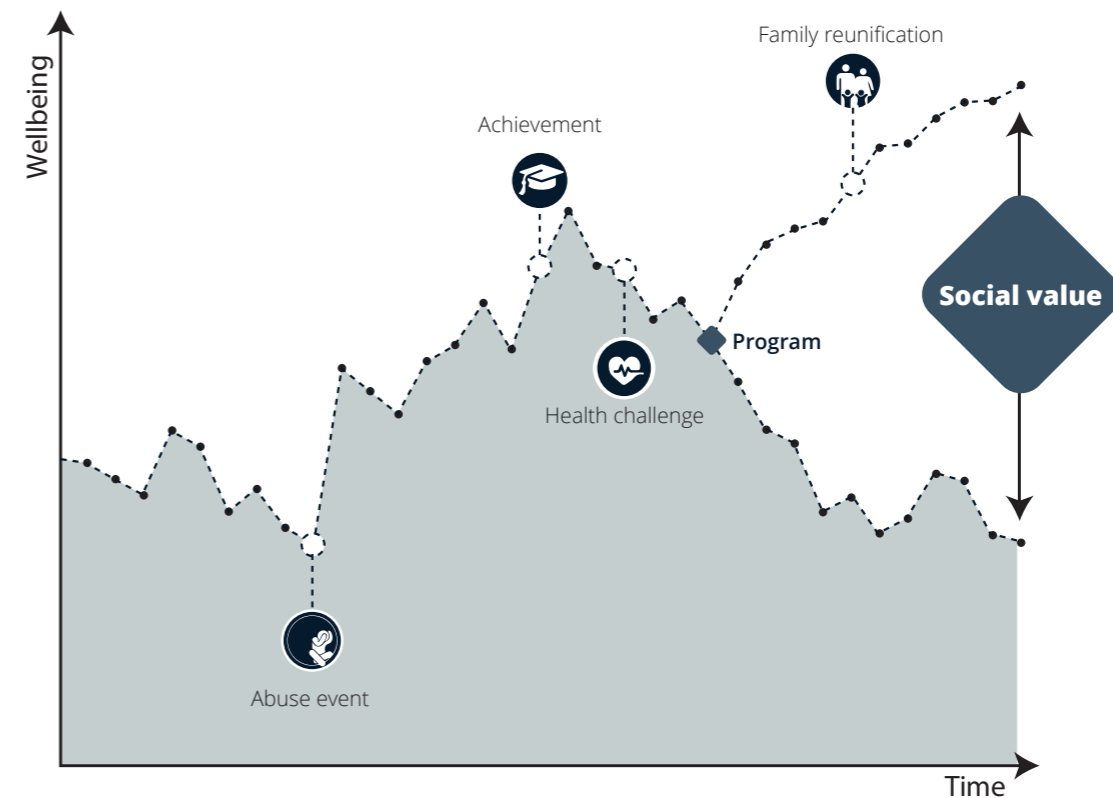 Wellbeing
Family reunification
Achievement
Social value
Program
Health challenge
Abuse event
Time